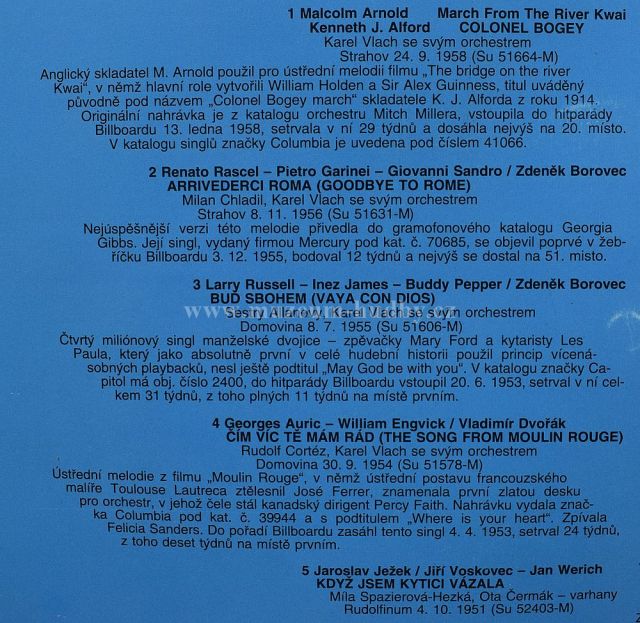 1 Malcolm Arnold March From The River Kwai
Kenneth J. Alford COLONEL BOGEY
Karel Vlach se svým orchestrem
Strahov 24. 9. 1958 (Su 51664-M)
Anglický skladatel M. Arnold použil pro ústřední melodii filmu „The bridge on the river
Kwai", v němž hlavní role vytvořili William Holden a Sir Alex Guinness, titul uváděný
původně pod názvem „Colonel Bogey march" skladatele K. J. Alforda z roku 1914.
Originální nahrávka je z katalogu orchestru Mitch Millera, vstoupila do hitparády
Billboardu 13. ledna 1958, setrvala v ní 29 týdnů a dosáhla nejvýš na 20. místo.
V katalogu singlů značky Columbia je uvedena pod číslem 41066.
2 Renato Rascel – Pietro Garinei – Giovanni Sandro / Zdeněk Borovec
ARRIVEDERCI ROMA (GOODBYE TO ROME)
Milan Chladil, Karel Vlach se svým orchestrem
Strahov 8. 11. 1956 (Su 51631-M)
Nejúspěšnější verzi této melodie přivedla do gramofonového katalogu Georgia
Gibbs. Její singl, vydaný firmou Mercury pod kat. č. 70685, se objevil poprvé v žeb-
říčku Billboardu 3. 12. 1955, bodoval 12 týdnů a nejvýš se dostal na 51. místo.
3 Larry Russell – Inez James – Buddy Pepper / Zdeněk Borovec
BUĎ SBOHEM (VAYA CON DIOS)
Sestry Allanovy, Karel Vlach se svým orchestrem
Domovina 8. 7. 1955 (Su 51606-M)
Čtvrtý miliónový singl manželské dvojice – zpěvačky Mary Ford a kytaristy Les
Paula, který jako absolutně první v celé hudební historii použil princip vícená-
sobných playbacků, nesl ještě podtitul „May God be with you". V katalogu značky Ca-
pitol má obj. číslo 2400, do hitparády Billboardu vstoupil 20. 6. 1953, setrval v ní cel-
kem 31 týdnů, z toho plných 11 týdnů na místě prvním.
4 Georges Auric – William Engvick / Vladimír Dvořák
ČÍM VÍC TĚ MÁM RÁD (THE SONG FROM MOULIN ROUGE)
Rudolf Cortéz, Karel Vlach se svým orchestrem
Domovina 30. 9. 1954 (Su 51578-M)
Ústřední melodie z filmu „Moulin Rouge", v němž ústřední postavu francouzského
malíře Toulouse Lautreca ztělesnil José Ferrer, znamenala první zlatou desku
pro orchestr, v jehož čele stál kanadský dirigent Percy Faith. Nahrávku vydala znač-
ka Columbia pod kat. č. 39944 a s podtitulem „Where is your heart". Zpívala
Felicia Sanders. Do pořadí Billboardu zasáhl tento singl 4. 4. 1953, setrval 24 týdnů,
z toho deset týdnů na místě prvním.
5 Jaroslav Ježek / Jiří Voskovec – Jan Werich
KDYŽ JSEM KYTICI VÁZALA
Míla Spazierová-Hezká, Ota Čermák – varhany
Rudolfinum 4. 10. 1951 (Su 52403-M)